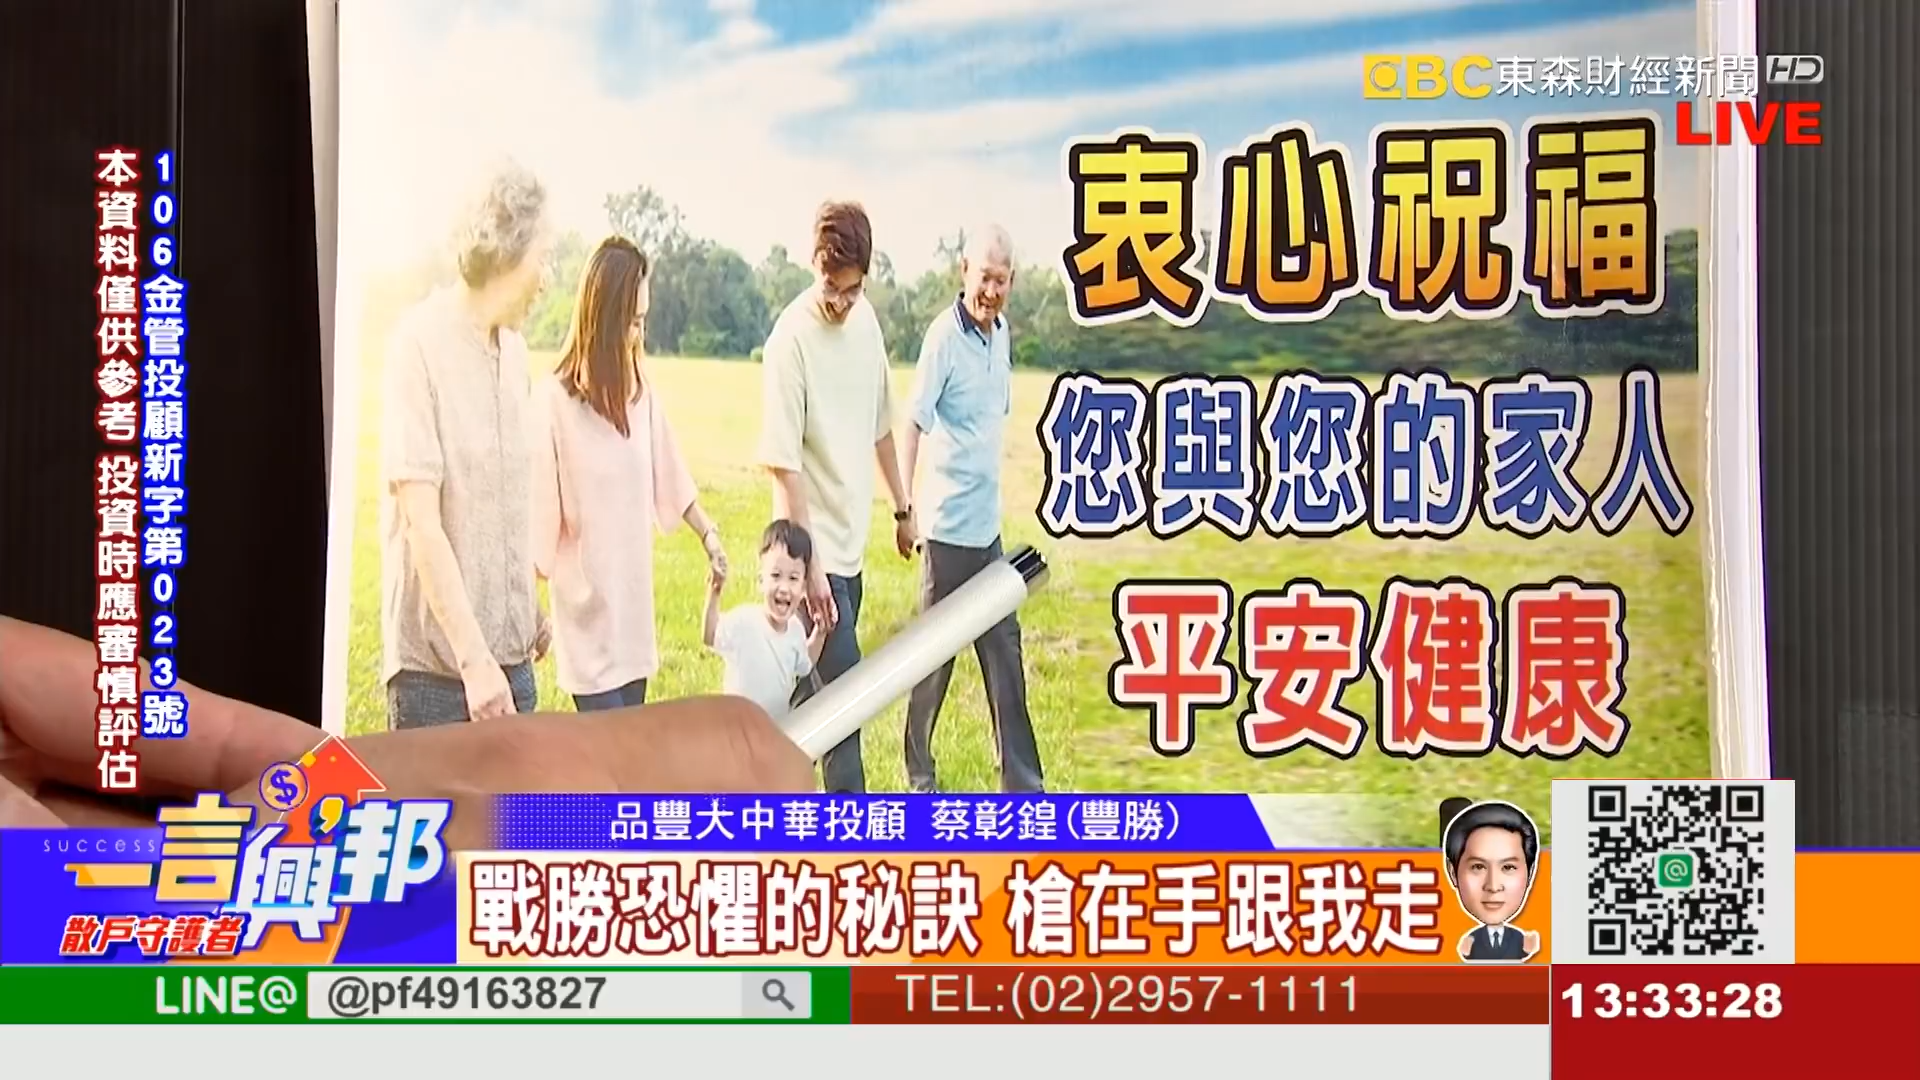 EBC東森財經新聞HD
LIVE
106金管投顧新字第023號
本資料僅供參考 投資時應審慎評估
衷心祝福
您與您的家人
平安健康
success
一言興邦
散戶守護者
品豐大中華投顧 蔡彰鍠(豐勝)
戰勝恐懼的秘訣 槍在手跟我走
LINE@ @pf49163827
TEL:(02)2957-1111
13:33:28